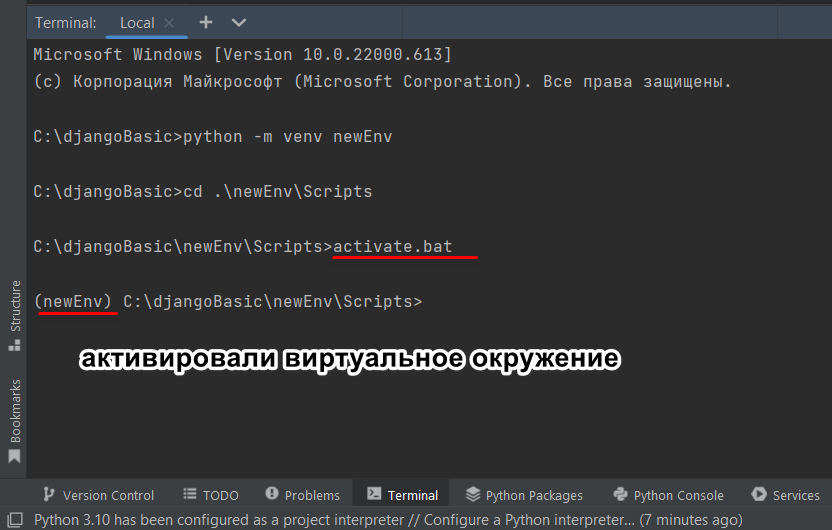 Terminal: Local
Microsoft Windows [Version 10.0.22000.613]
(c) Корпорация Майкрософт (Microsoft Corporation). Все права защищены.
C:\djangoBasic>python -m venv newEnv
C:\djangoBasic>cd .\newEnv\Scripts
C:\djangoBasic\newEnv\Scripts>activate.bat
(newEnv) C:\djangoBasic\newEnv\Scripts>
активировали виртуальное окружение
Structure
Bookmarks
Version Control TODO Problems Terminal Python Packages Python Console Services
Python 3.10 has been configured as a project interpreter // Configure a Python interpreter... (7 minutes ago)